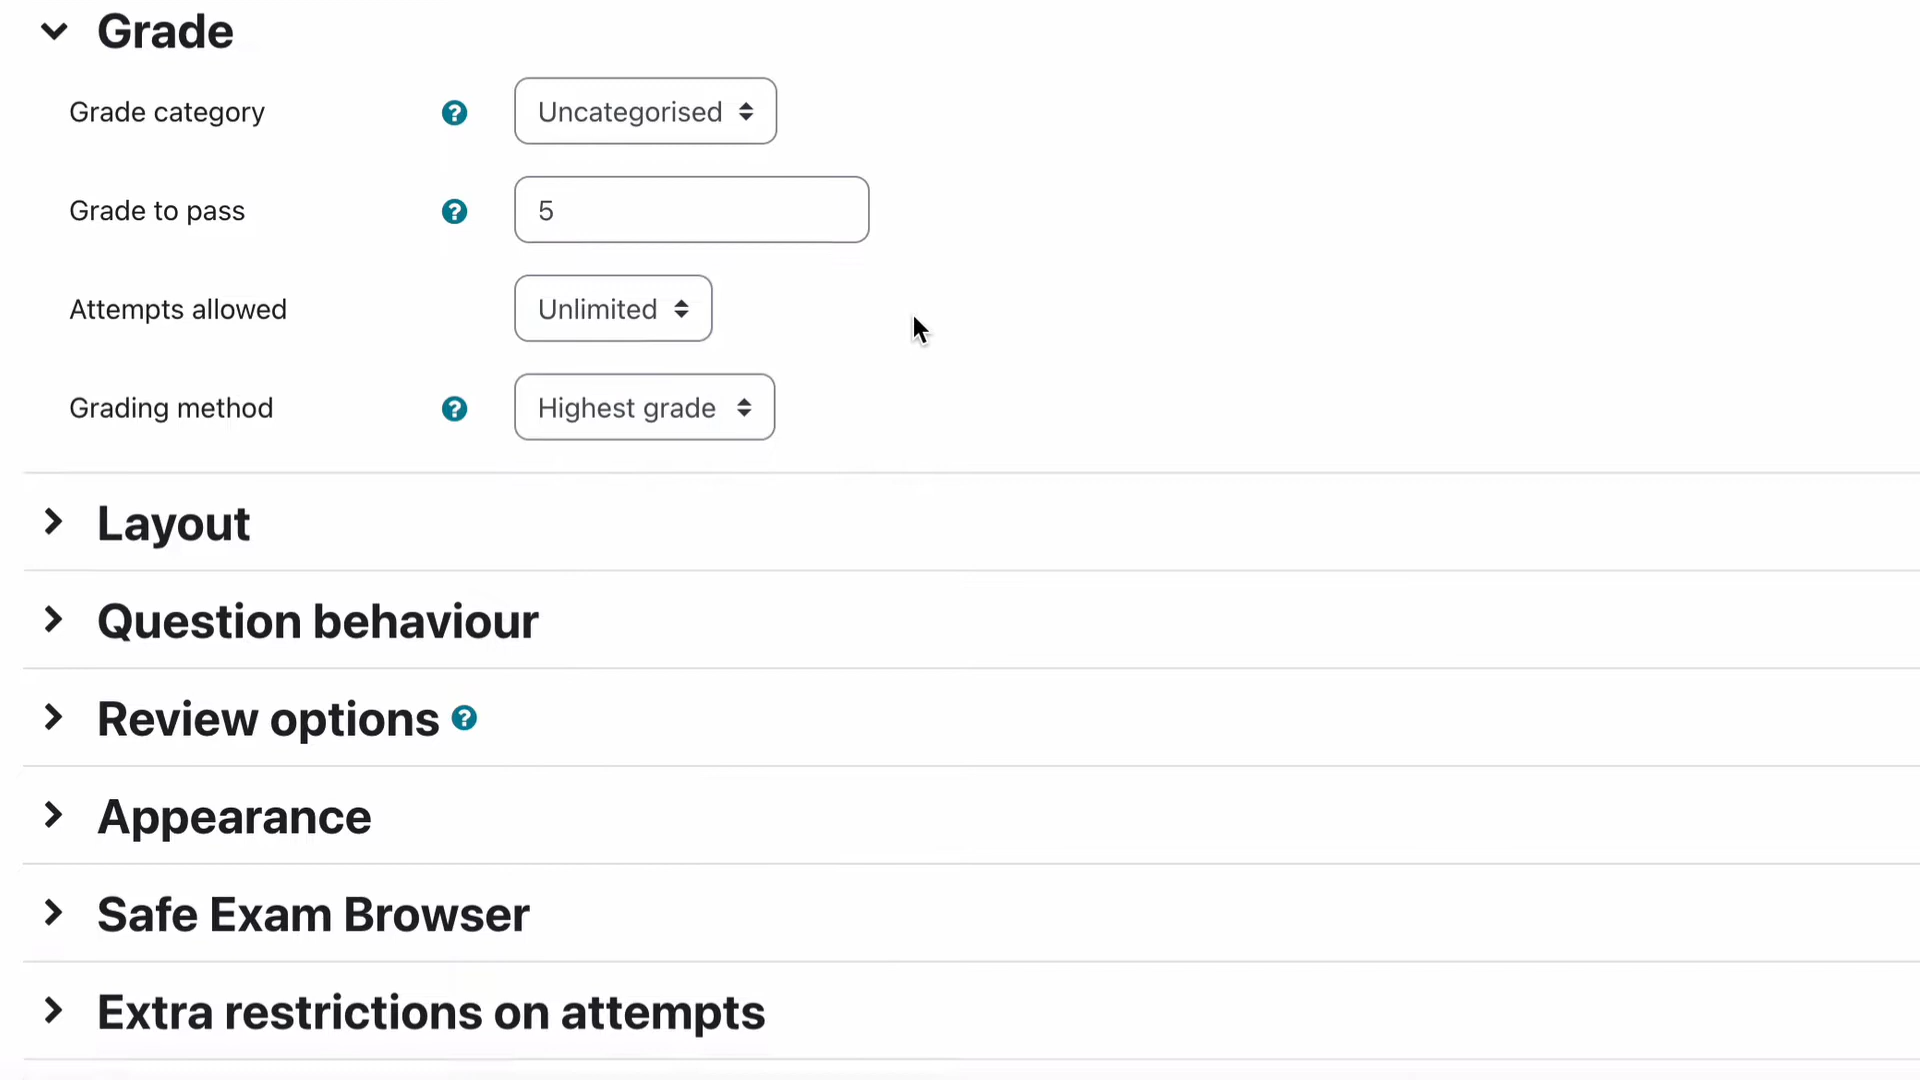 Grade
Grade category ? Uncategorised
Grade to pass ? 5
Attempts allowed Unlimited
Grading method ? Highest grade
Layout
Question behaviour
Review options ?
Appearance
Safe Exam Browser
Extra restrictions on attempts